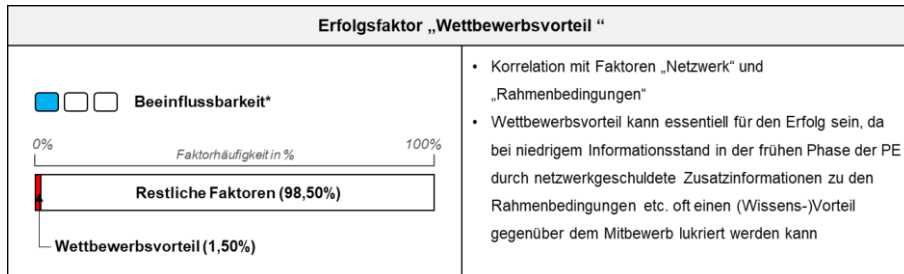 Erfolgsfaktor „Wettbewerbsvorteil “
Beeinflussbarkeit*
0%
100%
Faktorhäufigkeit in %
Restliche Faktoren (98,50%)
Wettbewerbsvorteil (1,50%)
• Korrelation mit Faktoren „Netzwerk“ und
„Rahmenbedingungen“
• Wettbewerbsvorteil kann essentiell für den Erfolg sein, da
bei niedrigem Informationsstand in der frühen Phase der PE
durch netzwerkgeschuldete Zusatzinformationen zu den
Rahmenbedingungen etc. oft einen (Wissens-)Vorteil
gegenüber dem Mitbewerb lukriert werden kann